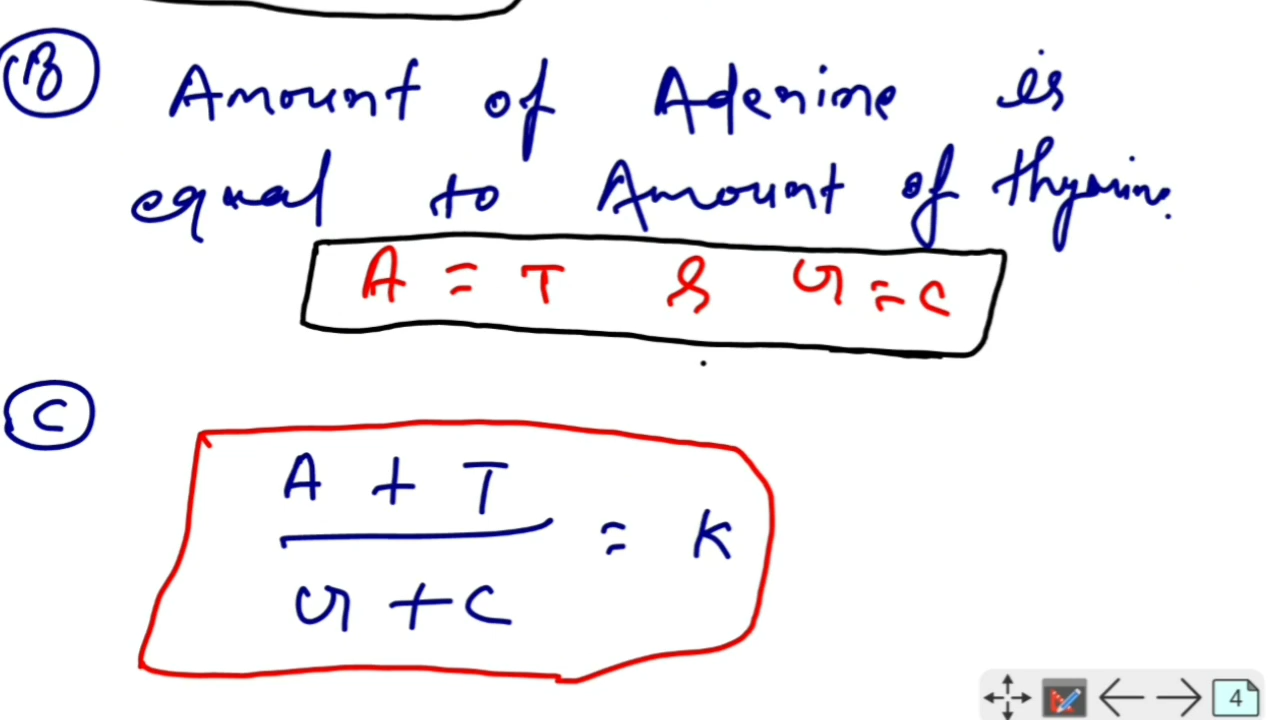 B Amount of Adenine is
equal to Amount of thymine.
A = T & G = C
C
A + T
G + C
= K
4